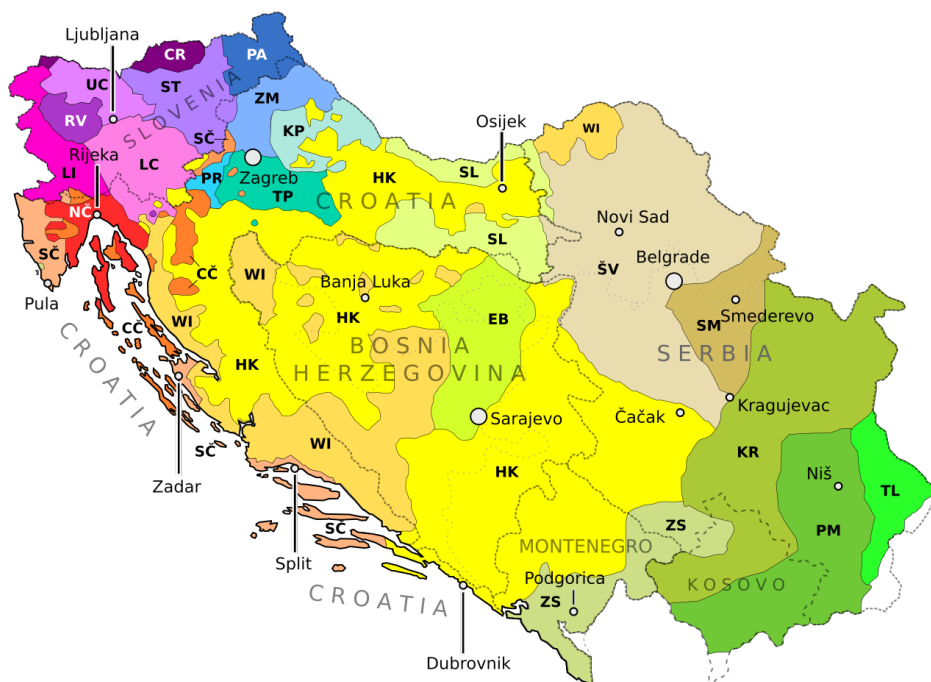 Ljubljana
CR
PA
UC
ST
ZM
SLOVENIA
RV
KP
Osijek
WI
SČ
Rijeka
LC
LI
PR
Zagreb
TP
HK
SL
CROATIA
NČ
Novi Sad
SČ
SL
Belgrade
ŠV
CČ
WI
Banja Luka
Pula
SM
Smederevo
CČ
WI
HK
EB
BOSNIA
HERZEGOVINA
SERBIA
CROATIA
HK
Kragujevac
Sarajevo
Čačak
SČ
WI
KR
HK
Niš
TL
Zadar
SČ
ZS
PM
Split
MONTENEGRO
Podgorica
KOSOVO
ZS
CROATIA
Dubrovnik